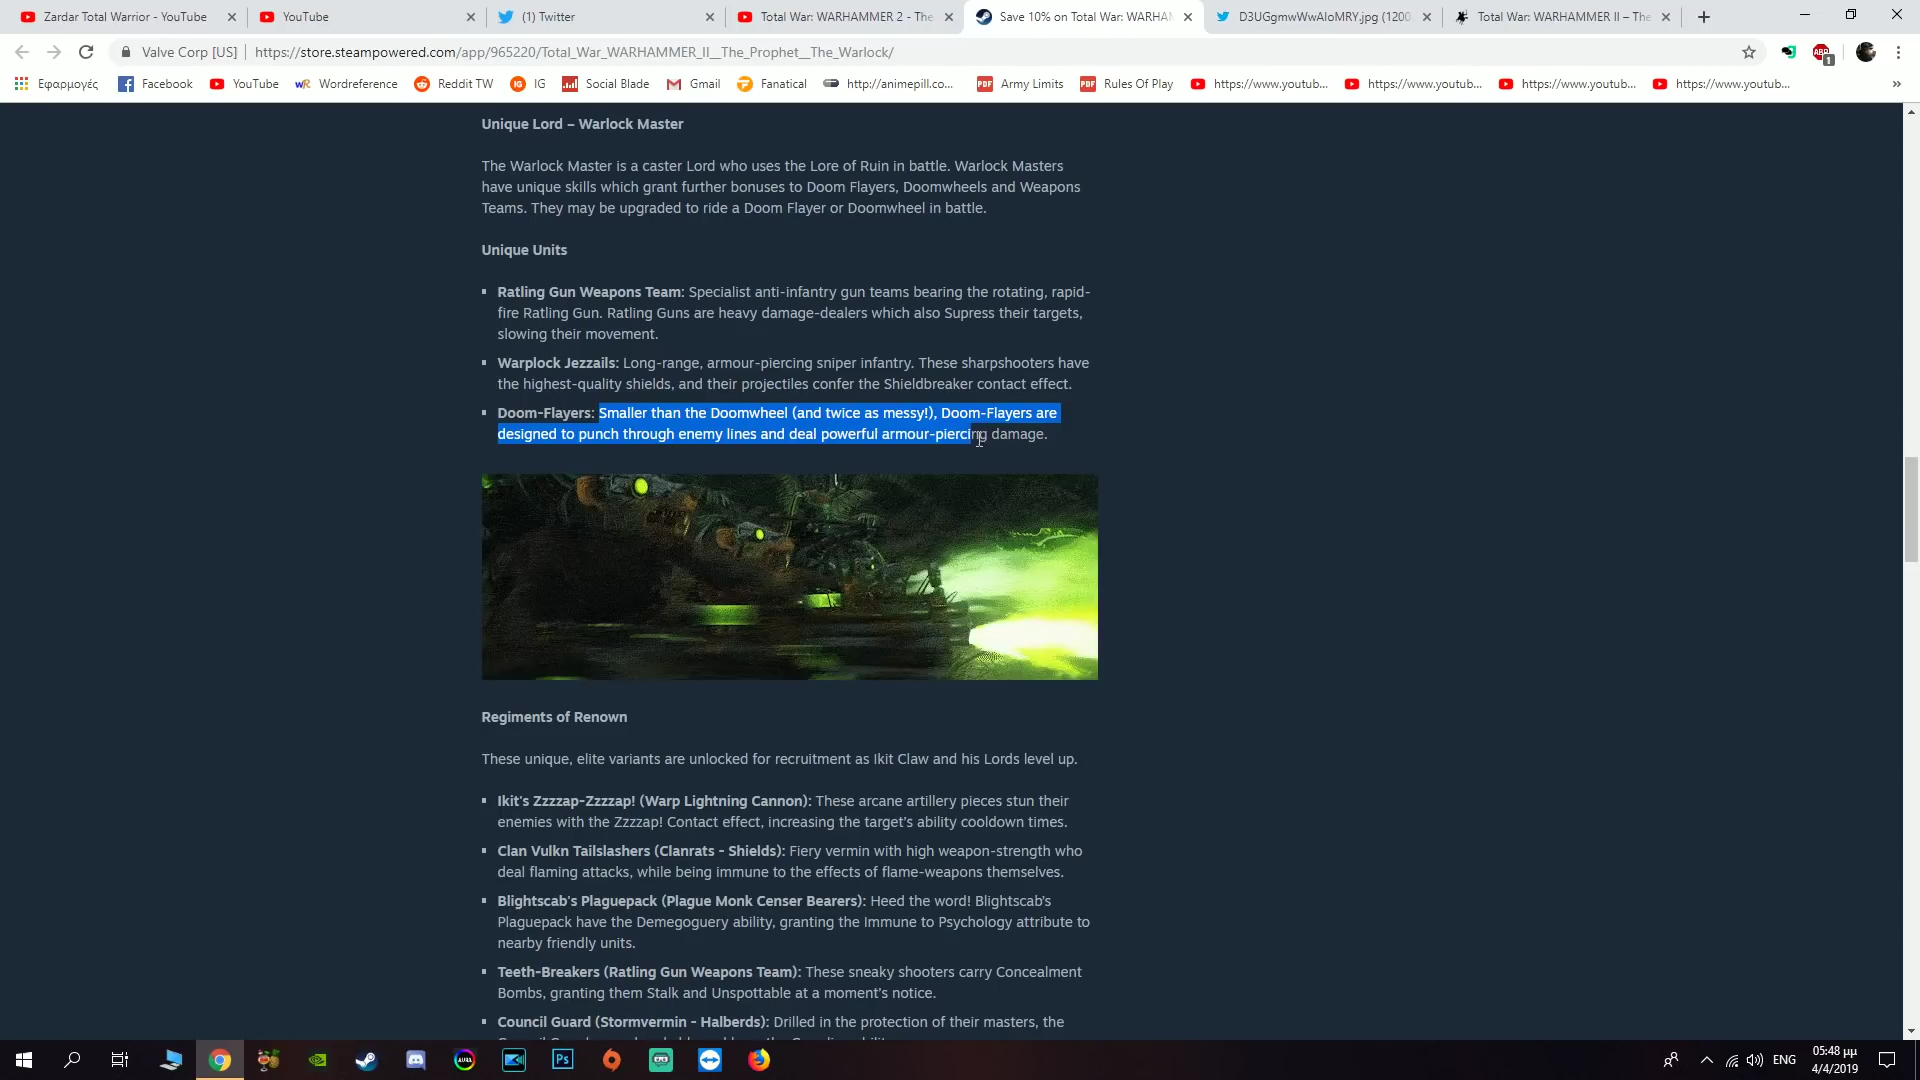 Zardar Total Warrior - YouTube
YouTube
(1) Twitter
Total War: WARHAMMER 2 - The
Save 10% on Total War: WARHA
D3UGgmwWwAIoMRY.jpg (1200
Total War: WARHAMMER II – The
Valve Corp [US] https://store.steampowered.com/app/965220/Total_War_WARHAMMER_II__The_Prophet__The_Warlock/
Εφαρμογές Facebook YouTube Wordreference Reddit TW IG Social Blade Gmail Fanatical http://animepill.co... Army Limits Rules Of Play https://www.youtub... https://www.youtub... https://www.youtub... https://www.youtub... »
Unique Lord – Warlock Master
The Warlock Master is a caster Lord who uses the Lore of Ruin in battle. Warlock Masters
have unique skills which grant further bonuses to Doom Flayers, Doomwheels and Weapons
Teams. They may be upgraded to ride a Doom Flayer or Doomwheel in battle.
Unique Units
Ratling Gun Weapons Team: Specialist anti-infantry gun teams bearing the rotating, rapid-
fire Ratling Gun. Ratling Guns are heavy damage-dealers which also Supress their targets,
slowing their movement.
Warplock Jezzails: Long-range, armour-piercing sniper infantry. These sharpshooters have
the highest-quality shields, and their projectiles confer the Shieldbreaker contact effect.
Doom-Flayers: Smaller than the Doomwheel (and twice as messy!), Doom-Flayers are
designed to punch through enemy lines and deal powerful armour-piercing damage.
Regiments of Renown
These unique, elite variants are unlocked for recruitment as Ikit Claw and his Lords level up.
Ikit's Zzzzap-Zzzzap! (Warp Lightning Cannon): These arcane artillery pieces stun their
enemies with the Zzzzap! Contact effect, increasing the target's ability cooldown times.
Clan Vulkn Tailslashers (Clanrats - Shields): Fiery vermin with high weapon-strength who
deal flaming attacks, while being immune to the effects of flame-weapons themselves.
Blightscab's Plaguepack (Plague Monk Censer Bearers): Heed the word! Blightscab's
Plaguepack have the Demegoguery ability, granting the Immune to Psychology attribute to
nearby friendly units.
Teeth-Breakers (Ratling Gun Weapons Team): These sneaky shooters carry Concealment
Bombs, granting them Stalk and Unspottable at a moment's notice.
Council Guard (Stormvermin - Halberds): Drilled in the protection of their masters, the
ENG
05:48 μμ
4/4/2019